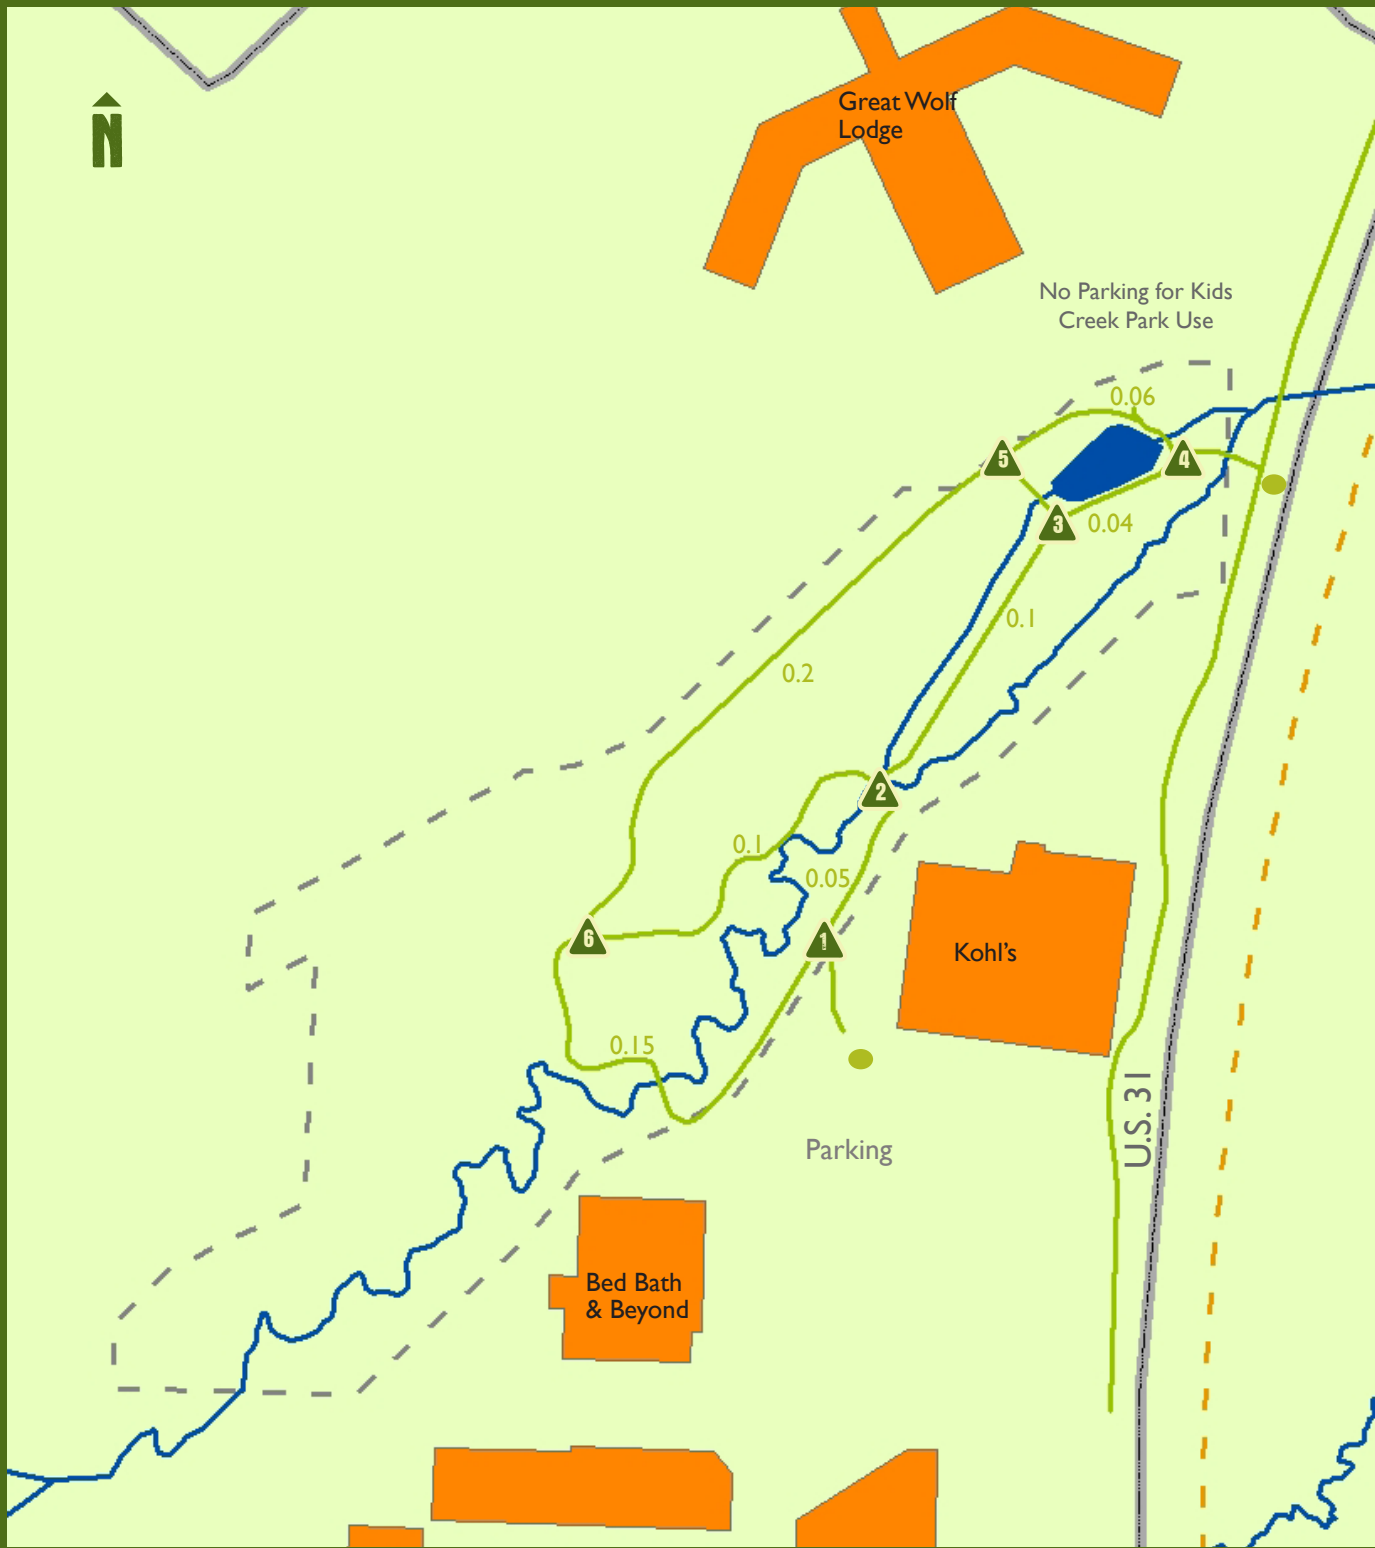 N
Great Wolf
Lodge
No Parking for Kids
Creek Park Use
0.06
5
4
3
0.04
0.1
0.2
2
0.1
0.05
6
1
Kohl's
0.15
U.S. 31
Parking
Bed Bath
& Beyond